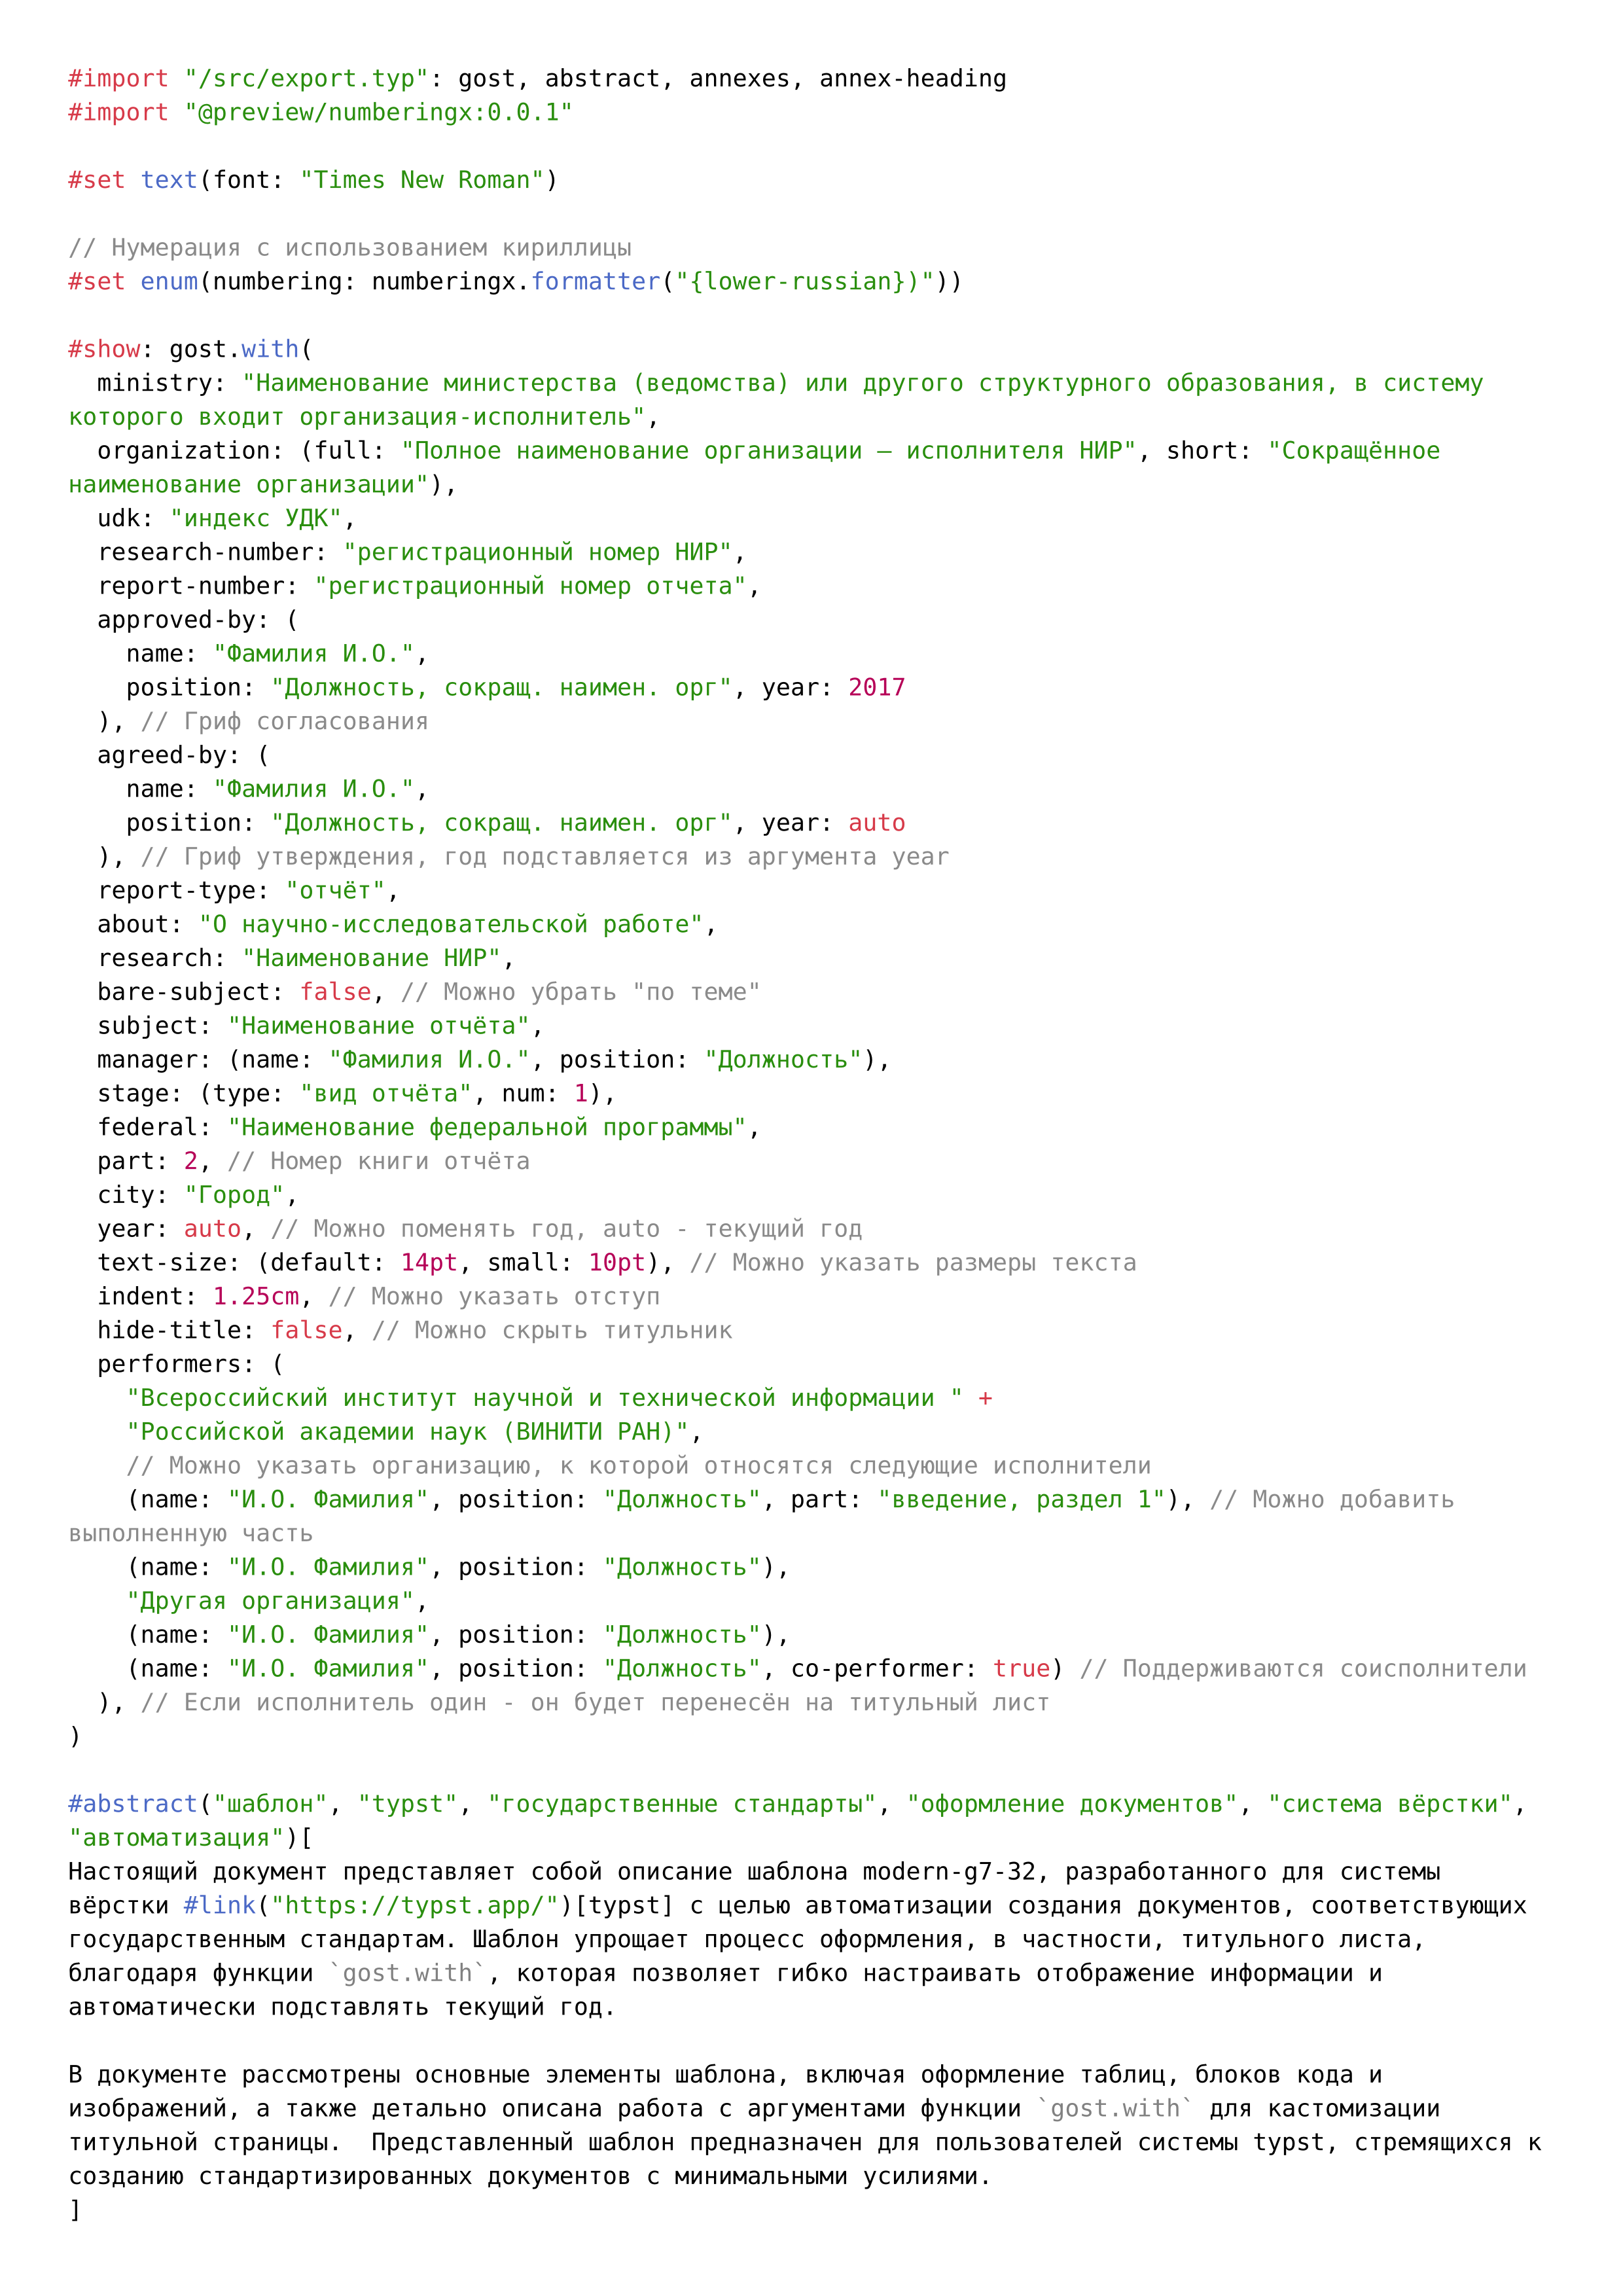 #import "/src/export.typ": gost, abstract, annexes, annex-heading
#import "@preview/numberingx:0.0.1"

#set text(font: "Times New Roman")

// Нумерация с использованием кириллицы
#set enum(numbering: numberingx.formatter("{lower-russian})"))

#show: gost.with(
  ministry: "Наименование министерства (ведомства) или другого структурного образования, в систему
которого входит организация-исполнитель",
  organization: (full: "Полное наименование организации — исполнителя НИР", short: "Сокращённое
наименование организации"),
  udk: "индекс УДК",
  research-number: "регистрационный номер НИР",
  report-number: "регистрационный номер отчета",
  approved-by: (
    name: "Фамилия И.О.",
    position: "Должность, сокращ. наимен. орг", year: 2017
  ), // Гриф согласования
  agreed-by: (
    name: "Фамилия И.О.",
    position: "Должность, сокращ. наимен. орг", year: auto
  ), // Гриф утверждения, год подставляется из аргумента year
  report-type: "отчёт",
  about: "О научно-исследовательской работе",
  research: "Наименование НИР",
  bare-subject: false, // Можно убрать "по теме"
  subject: "Наименование отчёта",
  manager: (name: "Фамилия И.О.", position: "Должность"),
  stage: (type: "вид отчёта", num: 1),
  federal: "Наименование федеральной программы",
  part: 2, // Номер книги отчёта
  city: "Город",
  year: auto, // Можно поменять год, auto - текущий год
  text-size: (default: 14pt, small: 10pt), // Можно указать размеры текста
  indent: 1.25cm, // Можно указать отступ
  hide-title: false, // Можно скрыть титульник
  performers: (
    "Всероссийский институт научной и технической информации " +
    "Российской академии наук (ВИНИТИ РАН)",
    // Можно указать организацию, к которой относятся следующие исполнители
    (name: "И.О. Фамилия", position: "Должность", part: "введение, раздел 1"), // Можно добавить
выполненную часть
    (name: "И.О. Фамилия", position: "Должность"),
    "Другая организация",
    (name: "И.О. Фамилия", position: "Должность"),
    (name: "И.О. Фамилия", position: "Должность", co-performer: true) // Поддерживаются соисполнители
  ), // Если исполнитель один - он будет перенесён на титульный лист
)

#abstract("шаблон", "typst", "государственные стандарты", "оформление документов", "система вёрстки",
"автоматизация")[
Настоящий документ представляет собой описание шаблона modern-g7-32, разработанного для системы
вёрстки #link("https://typst.app/")[typst] с целью автоматизации создания документов, соответствующих
государственным стандартам. Шаблон упрощает процесс оформления, в частности, титульного листа,
благодаря функции `gost.with`, которая позволяет гибко настраивать отображение информации и
автоматически подставлять текущий год.

В документе рассмотрены основные элементы шаблона, включая оформление таблиц, блоков кода и
изображений, а также детально описана работа с аргументами функции `gost.with` для кастомизации
титульной страницы.  Представленный шаблон предназначен для пользователей системы typst, стремящихся к
созданию стандартизированных документов с минимальными усилиями.
]